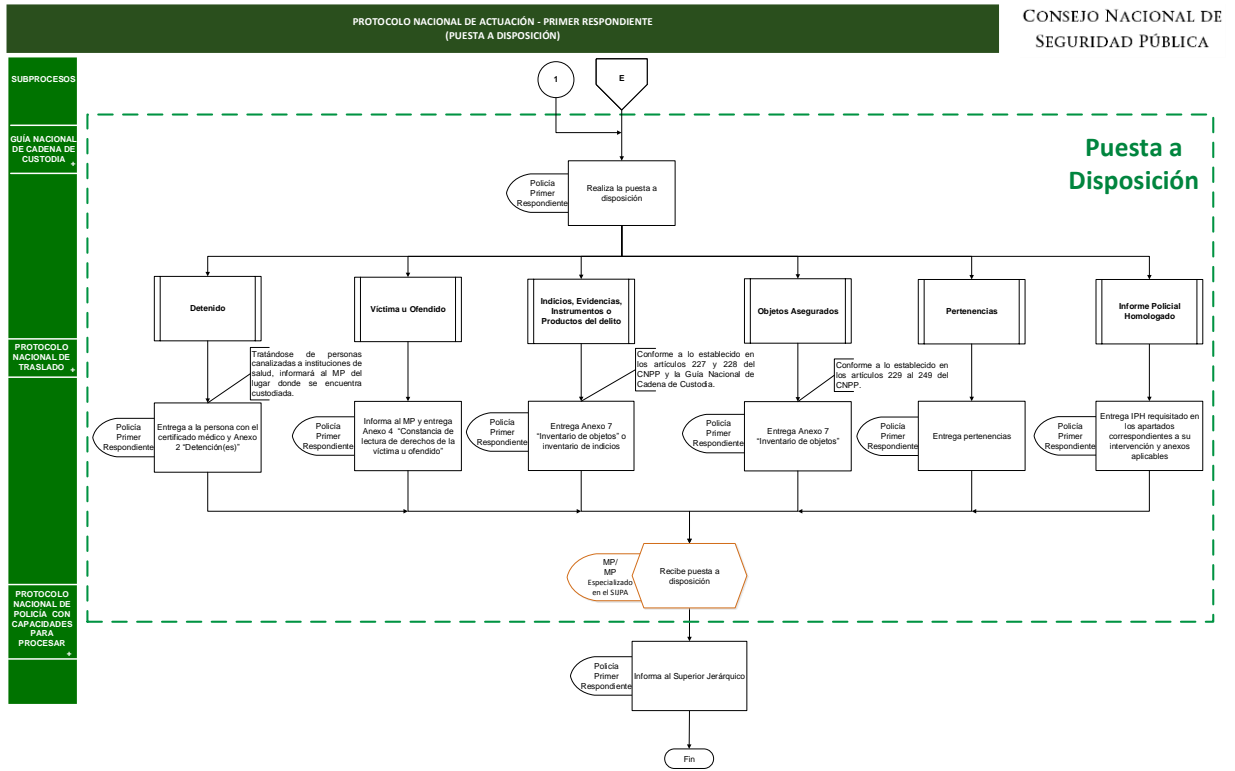 PROTOCOLO NACIONAL DE ACTUACIÓN - PRIMER RESPONDIENTE
(PUESTA A DISPOSICIÓN)
CONSEJO NACIONAL DE
SEGURIDAD PÚBLICA
SUBPROCESOS
GUÍA NACIONAL
DE CADENA DE
CUSTODIA
+
PROTOCOLO
NACIONAL DE
TRASLADO
+
PROTOCOLO
NACIONAL DE
POLICÍA CON
CAPACIDADES
PARA
PROCESAR
+
1
E
Puesta a
Disposición
Policía
Primer
Respondiente
Realiza la puesta a
disposición
Detenido
Víctima u Ofendido
Indicios, Evidencias,
Instrumentos o
Productos del delito
Objetos Asegurados
Pertenencias
Informe Policial
Homologado
Tratándose de personas
canalizadas a instituciones de
salud, informará al MP del
lugar donde se encuentra
custodiada.
Conforme a lo establecido en
los artículos 227 y 228 del
CNPP y la Guía Nacional de
Cadena de Custodia.
Conforme a lo establecido en
los artículos 229 al 249 del
CNPP.
Policía
Primer
Respondiente
Entrega a la persona con el
certificado médico y Anexo
2 “Detención(es)”
Policía
Primer
Respondiente
Informa al MP y entrega
Anexo 4 “Constancia de
lectura de derechos de la
víctima u ofendido”
Policía
Primer
Respondiente
Entrega Anexo 7
“Inventario de objetos” o
inventario de indicios
Policía
Primer
Respondiente
Entrega Anexo 7
“Inventario de objetos”
Policía
Primer
Respondiente
Entrega pertenencias
Policía
Primer
Respondiente
Entrega IPH requisitado en
los apartados
correspondientes a su
intervención y anexos
aplicables
MP/
MP
Especializado
en el SIJPA
Recibe puesta a
disposición
Policía
Primer
Respondiente
Informa al Superior Jerárquico
Fin